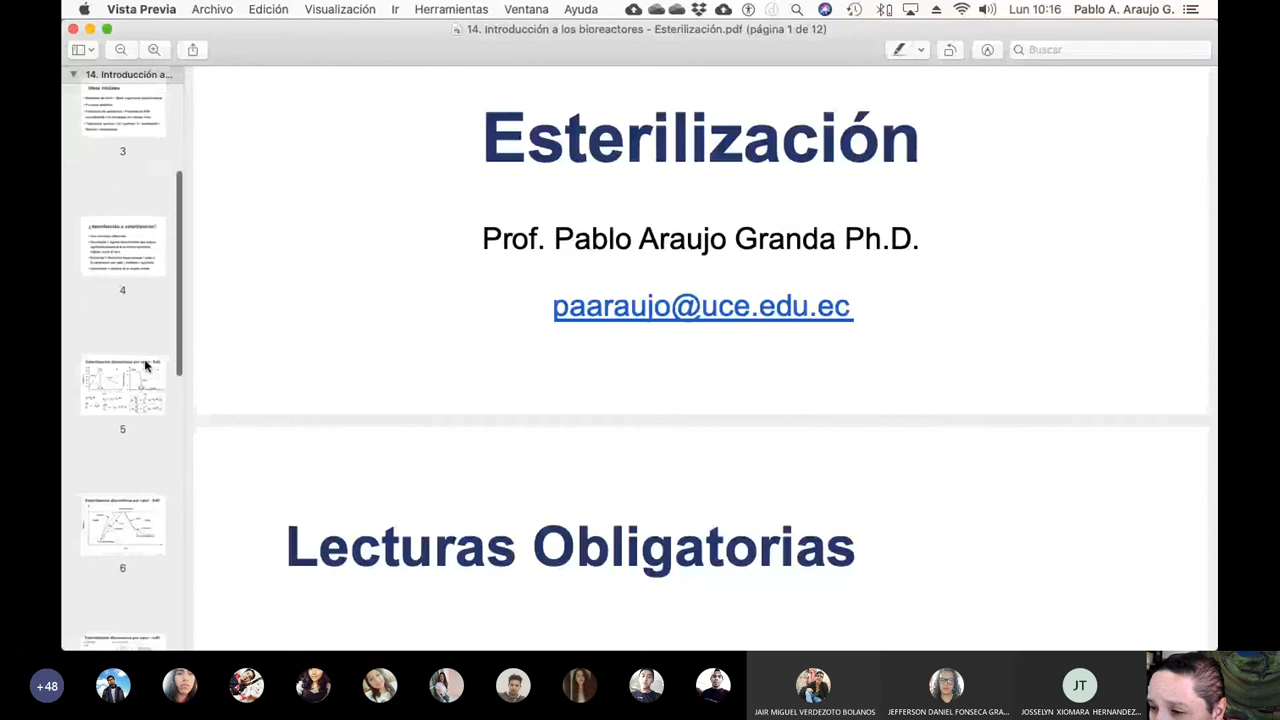 Vista Previa Archivo Edición Visualización Ir Herramientas Ventana Ayuda Lun 10:16 Pablo A. Araujo G.
14. Introducción a los bioreactores - Esterilización.pdf (página 1 de 12)
Buscar
14. Introducción a...
3
¿Desinfección o esterilización?
4
5
6
Esterilización
Prof. Pablo Araujo Granda Ph.D.
paaraujo@uce.edu.ec
Lecturas Obligatorias
+48
JAIR MIGUEL VERDEZOTO BOLANOS
JEFFERSON DANIEL FONSECA GRA...
JT
JOSSELYN XIOMARA HERNANDEZ...